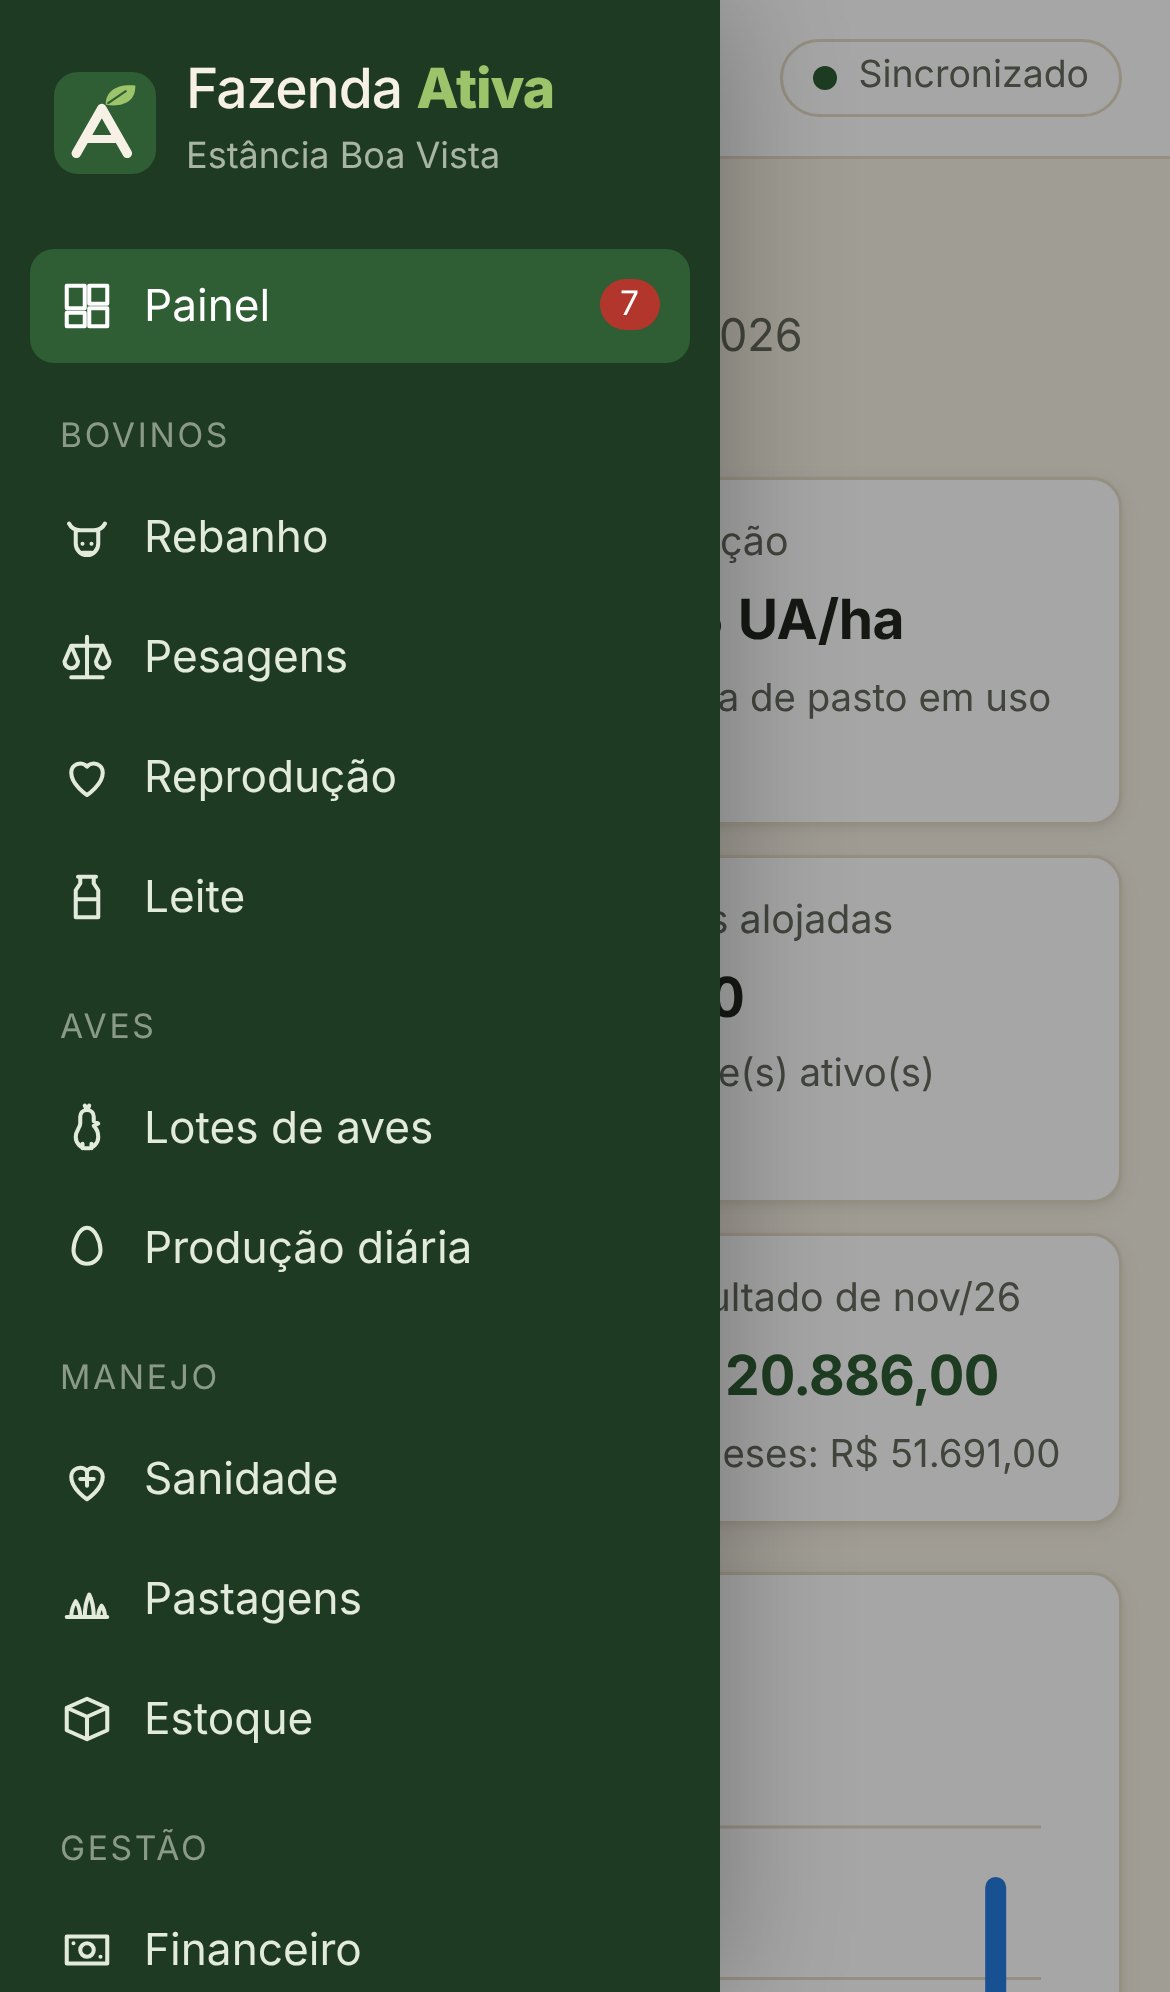 Fazenda Ativa
Estância Boa Vista
Sincronizado
Painel
7
026
BOVINOS
Rebanho
Pesagens
Reprodução
Leite
ção
UA/ha
a de pasto em uso
AVES
Lotes de aves
Produção diária
s alojadas
0
e(s) ativo(s)
MANEJO
Sanidade
Pastagens
Estoque
ultado de nov/26
20.886,00
eses: R$ 51.691,00
GESTÃO
Financeiro